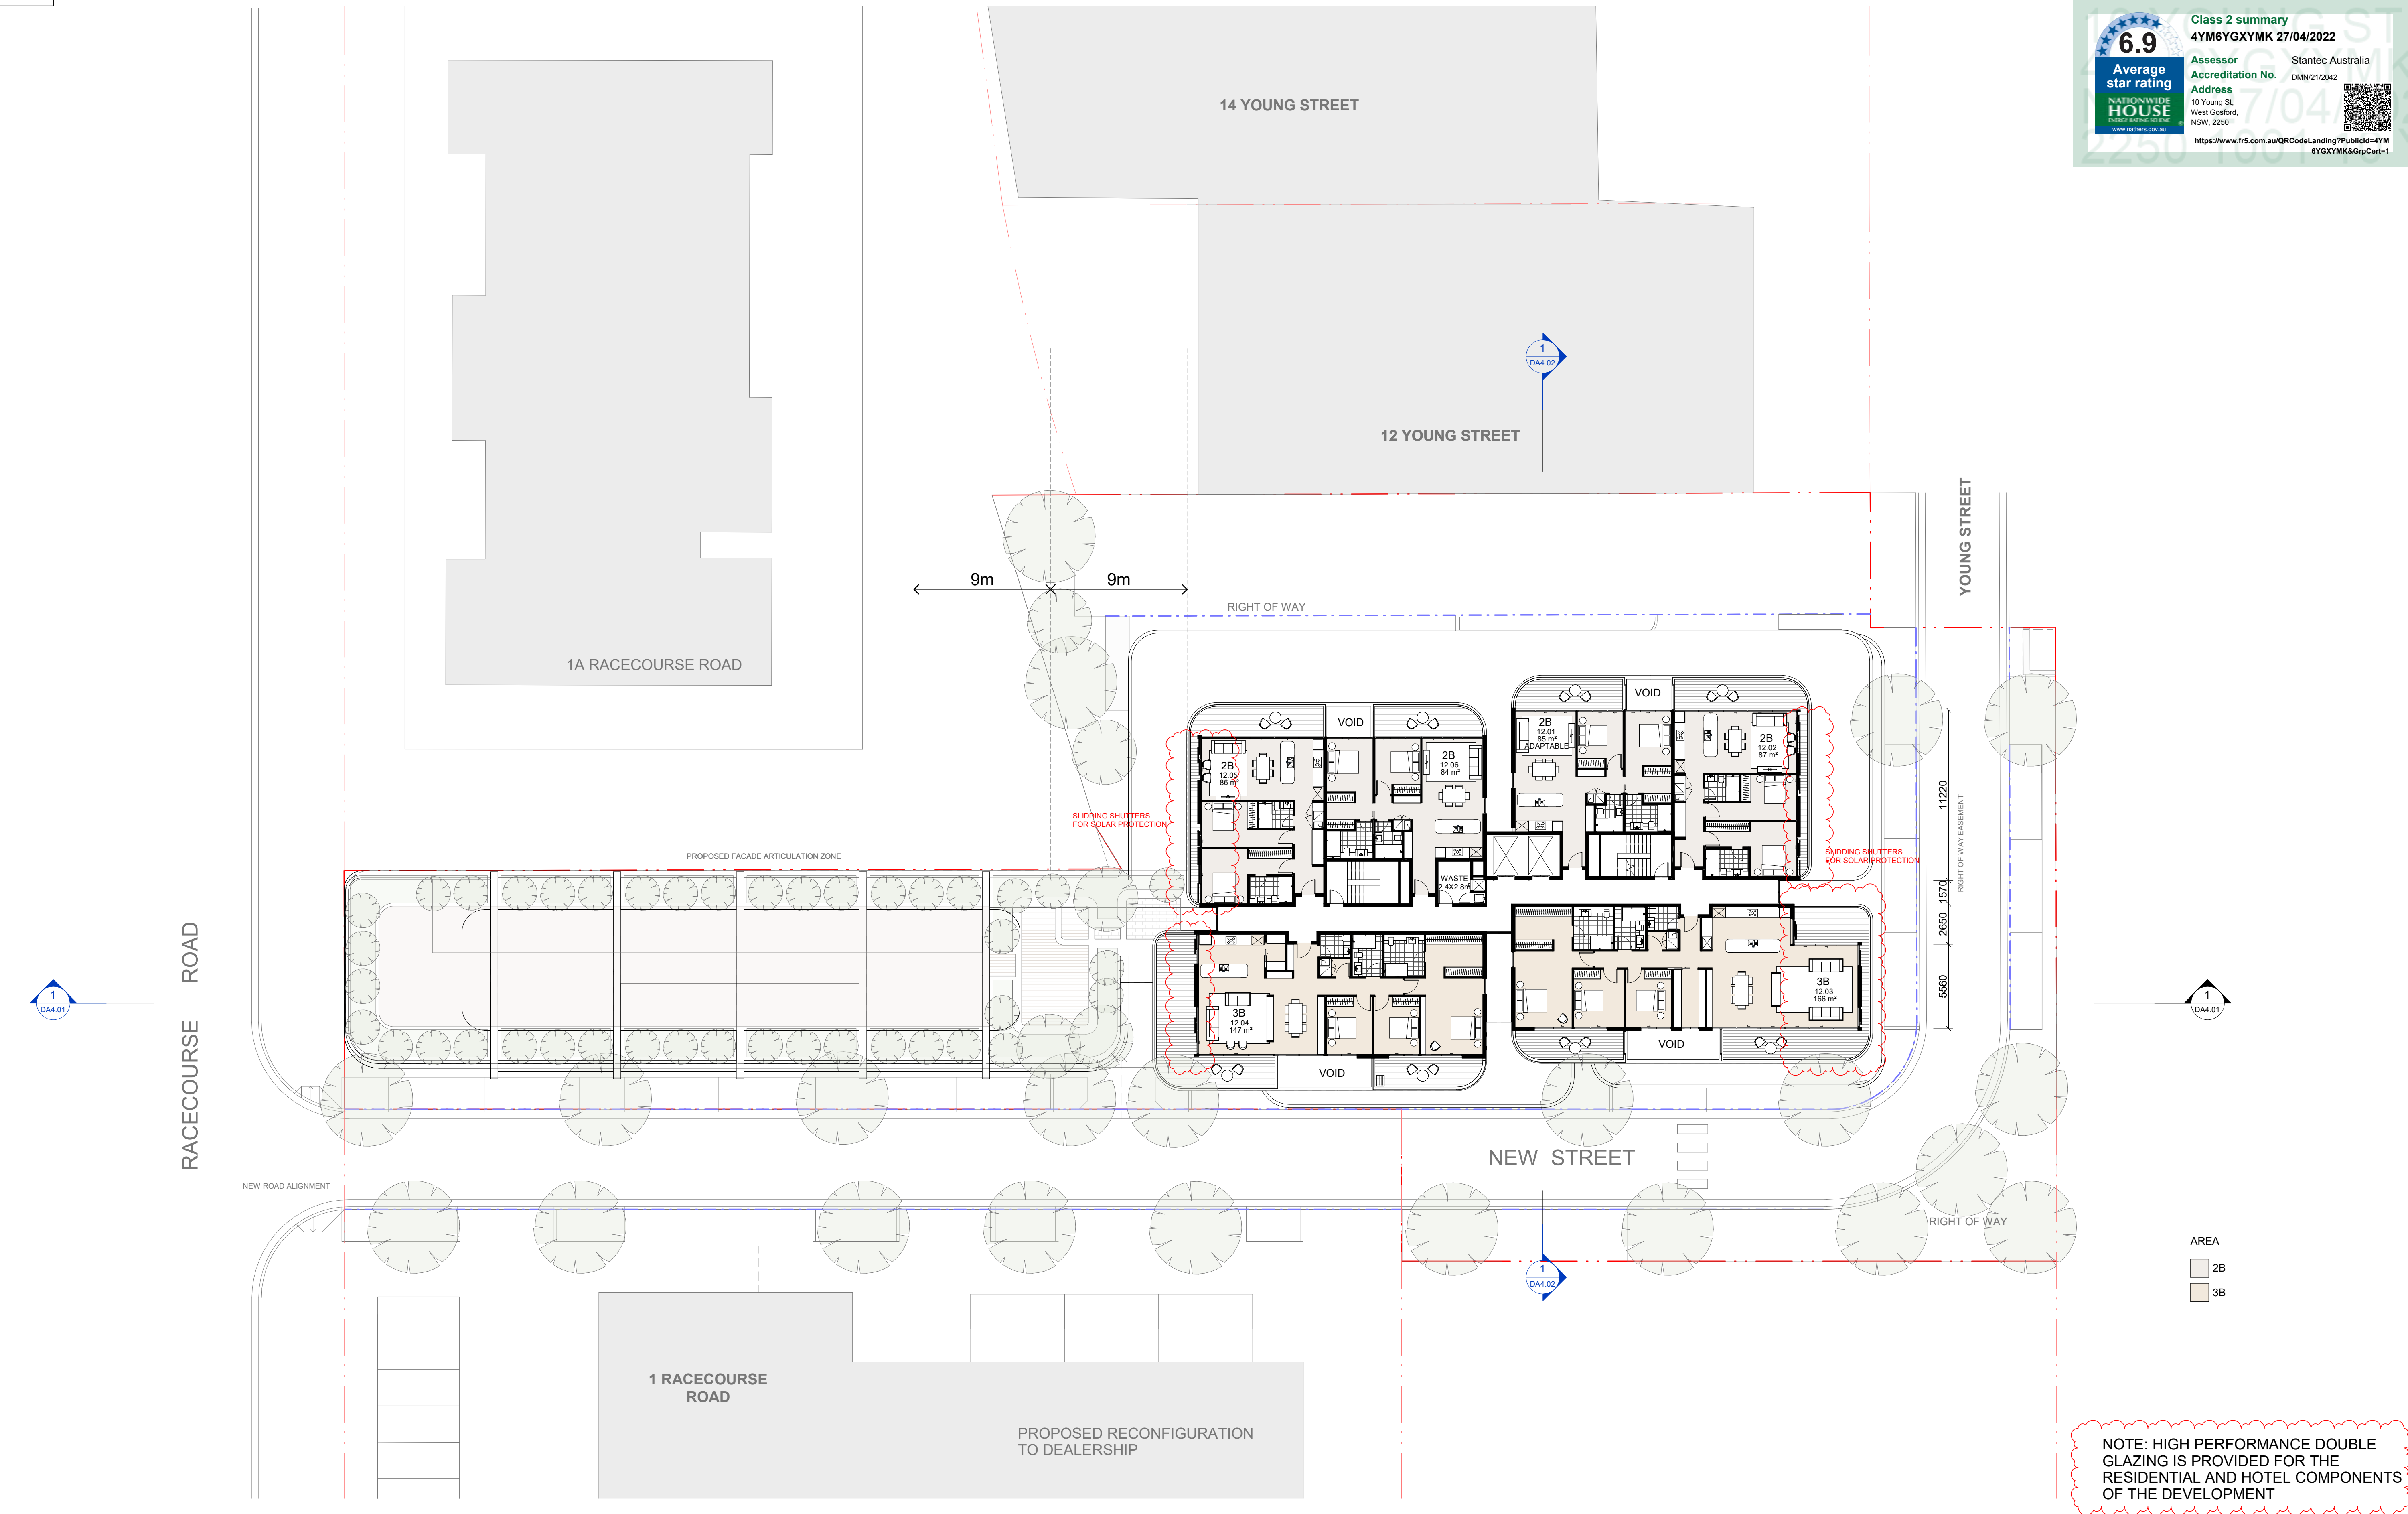 Class 2 summary
4YM6YGXYMK 27/04/2022
6.9
Average
star rating
NATIONWIDE
HOUSE
ENERGY RATING SCHEME
www.nathers.gov.au
Assessor
Stantec Australia
Accreditation No.
DMN/21/2042
Address
10 Young St,
West Gosford,
NSW, 2250
https://www.fr5.com.au/QRCodeLanding?PublicId=4YM
6YGXYMK&GrpCert=1
14 YOUNG STREET
1
DA4.02
12 YOUNG STREET
YOUNG STREET
9m
9m
RIGHT OF WAY
1A RACECOURSE ROAD
VOID
VOID
2B
12.01
85 m²
ADAPTABLE
2B
12.02
87 m²
2B
12.05
86 m²
2B
12.06
84 m²
11220
RIGHT OF WAY EASEMENT
SLIDDING SHUTTERS
FOR SOLAR PROTECTION
SLIDDING SHUTTERS
FOR SOLAR PROTECTION
PROPOSED FACADE ARTICULATION ZONE
WASTE
2.4X2.8m
1570
2650
5560
RACECOURSE ROAD
1
DA4.01
3B
12.04
147 m²
3B
12.03
166 m²
1
DA4.01
VOID
VOID
NEW STREET
NEW ROAD ALIGNMENT
RIGHT OF WAY
1
DA4.02
AREA
2B
3B
1 RACECOURSE
ROAD
PROPOSED RECONFIGURATION
TO DEALERSHIP
NOTE: HIGH PERFORMANCE DOUBLE
GLAZING IS PROVIDED FOR THE
RESIDENTIAL AND HOTEL COMPONENTS
OF THE DEVELOPMENT